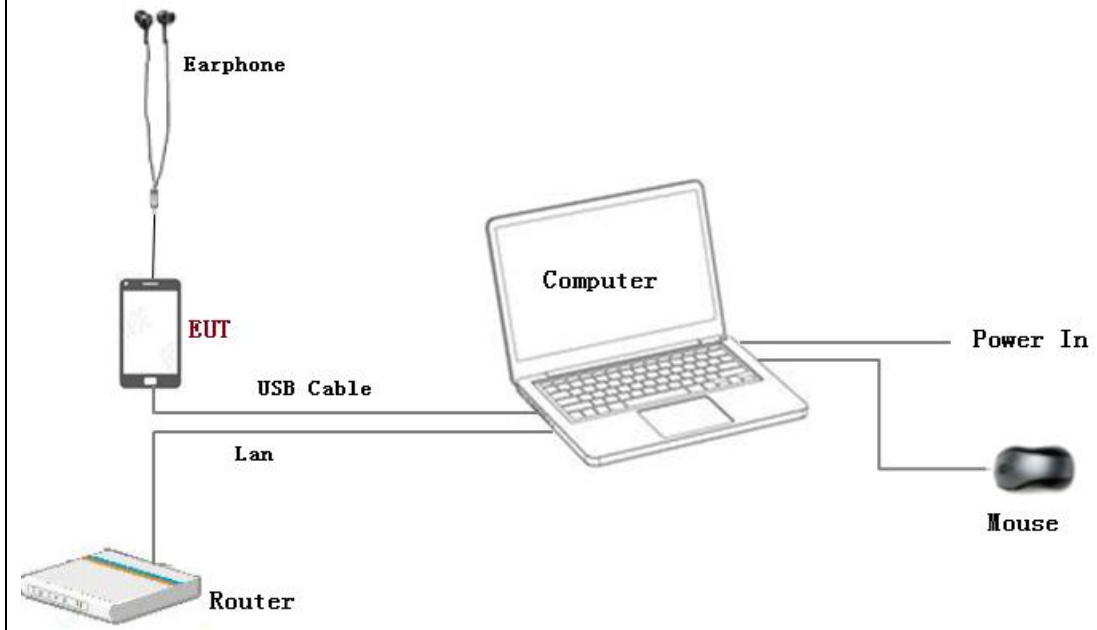 Earphone
Computer
EUT
Power In
USB Cable
Lan
Mouse
Router